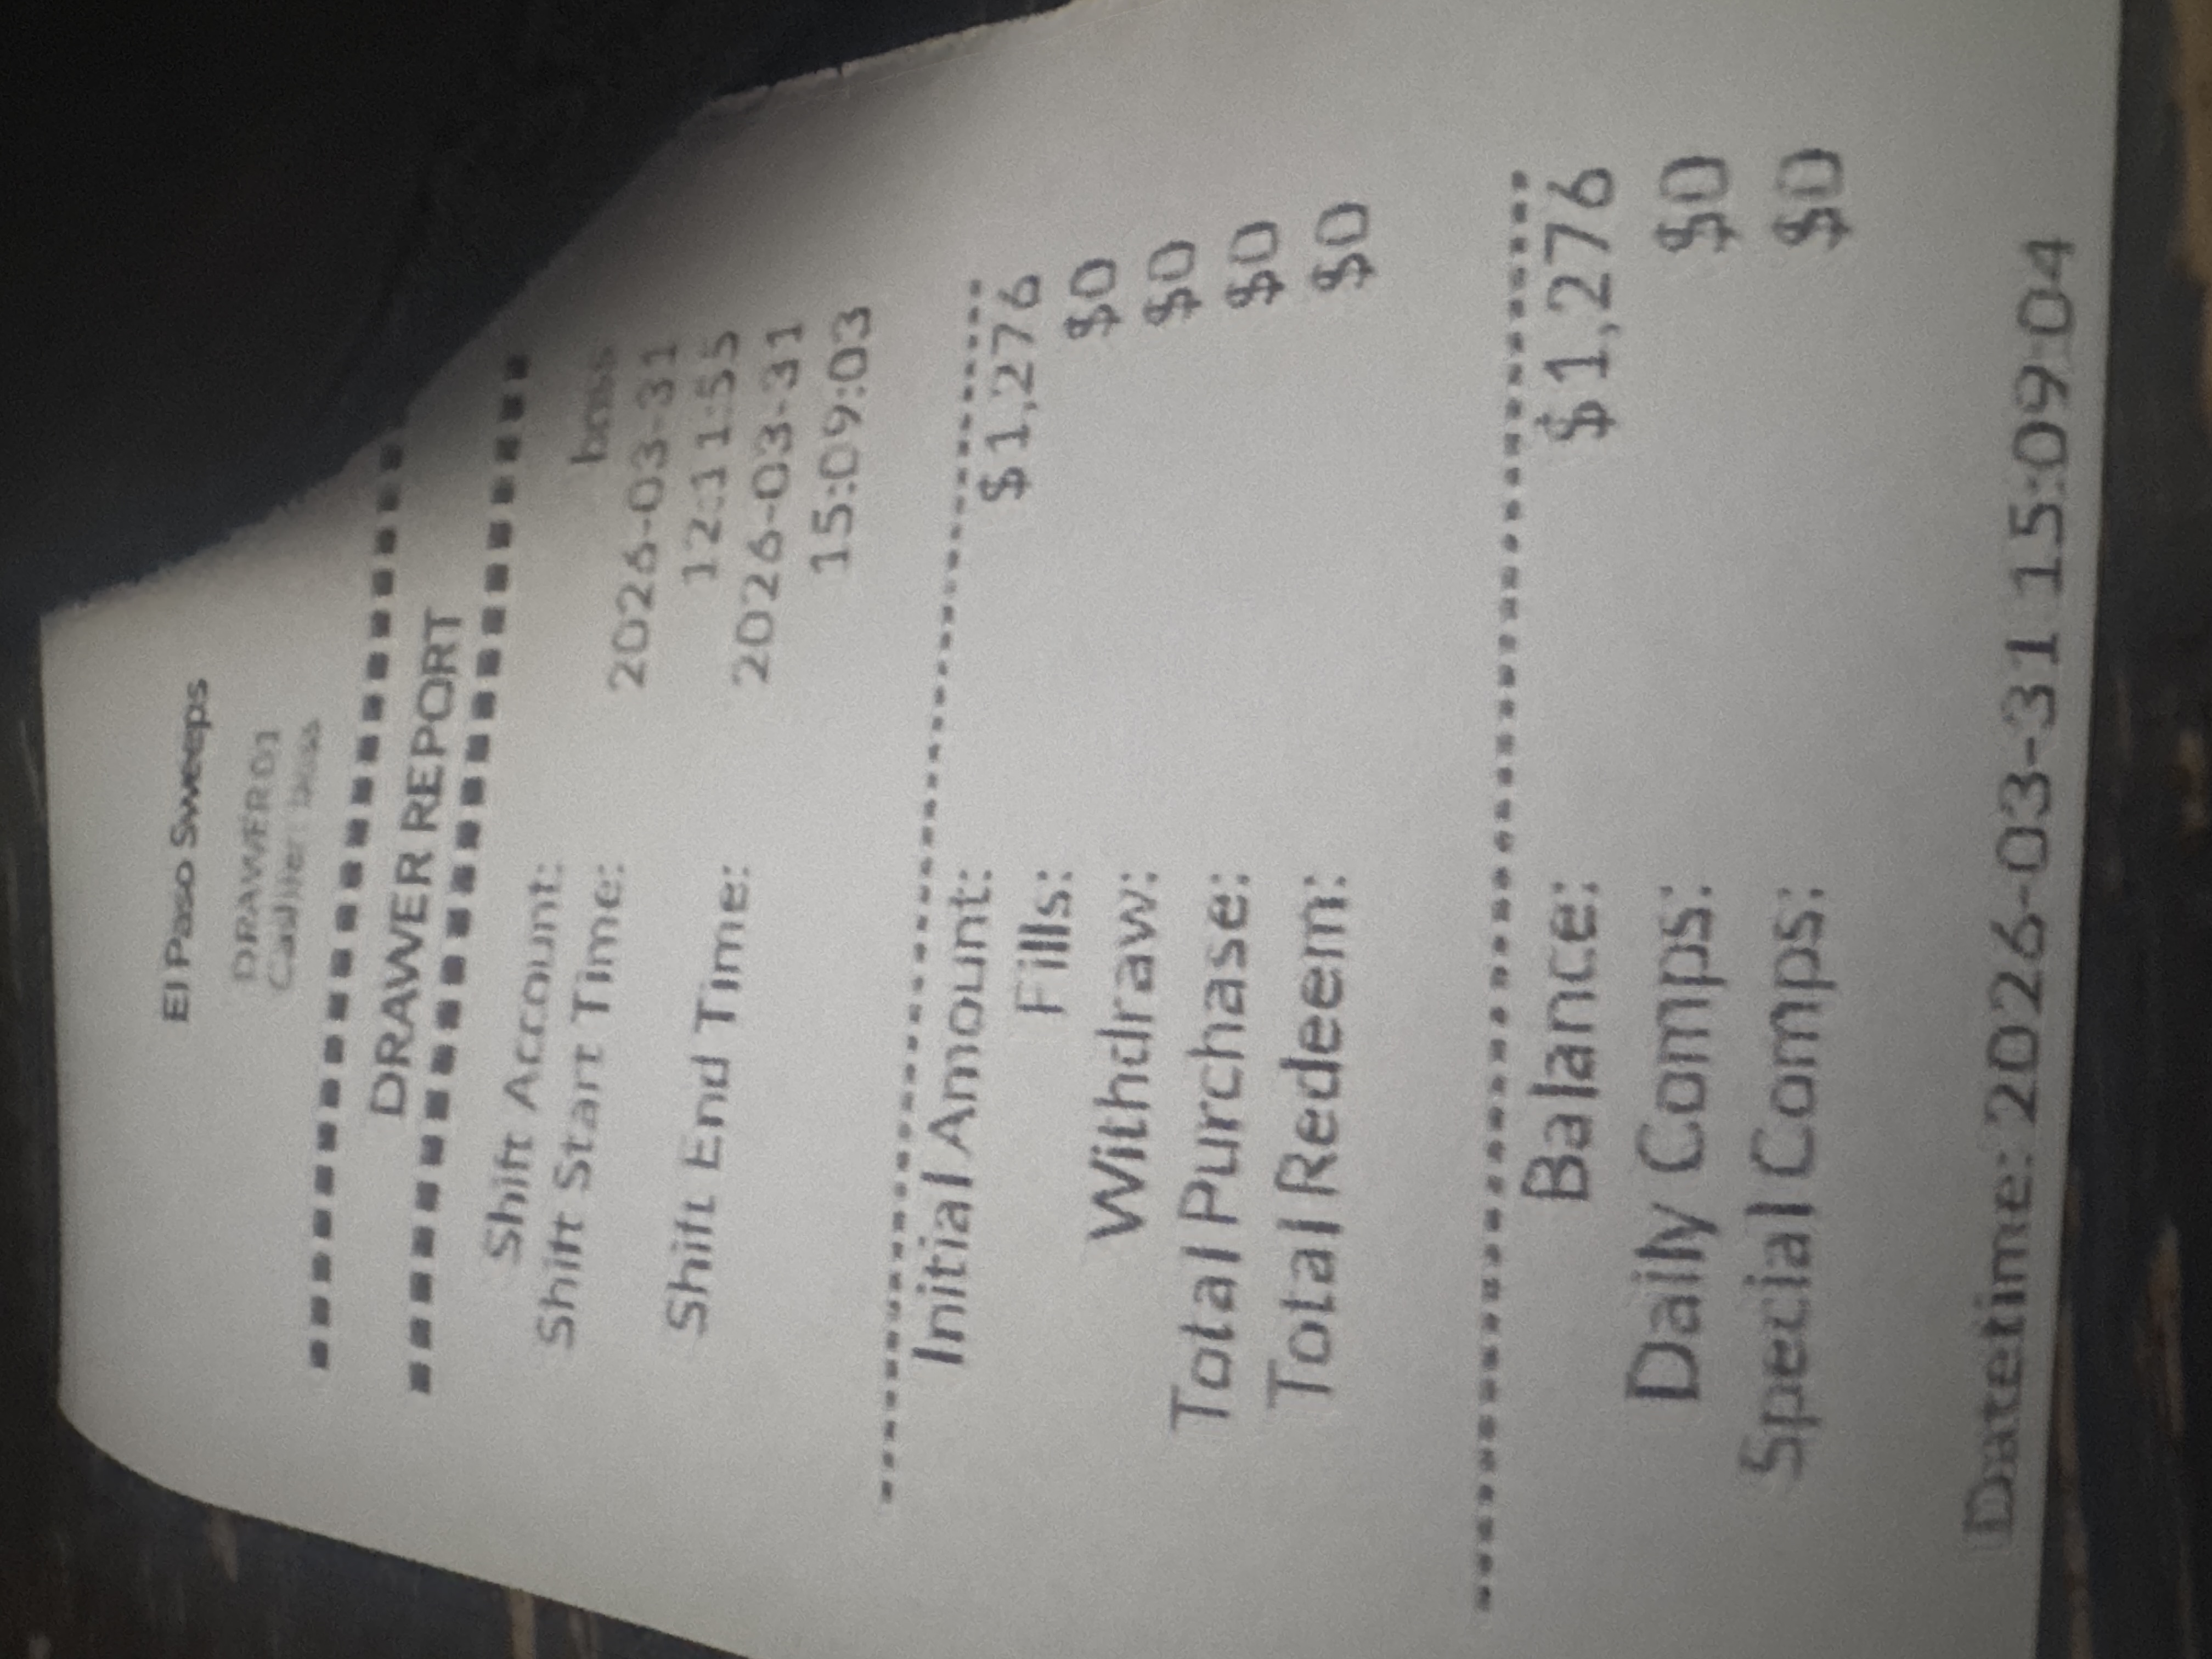 El Paso Sweeps
DRAWER01
Cashier: boss
DRAWER REPORT
Shift Account: boss
Shift Start Time: 2026-03-31
12:11:55
Shift End Time: 2026-03-31
15:09:03
Initial Amount: $1,276
Fills: $0
Withdraw: $0
Total Purchase: $0
Total Redeem: $0
Balance: $1,276
Daily Comps: $0
Special Comps: $0
Datetime: 2026-03-31 15:09:04